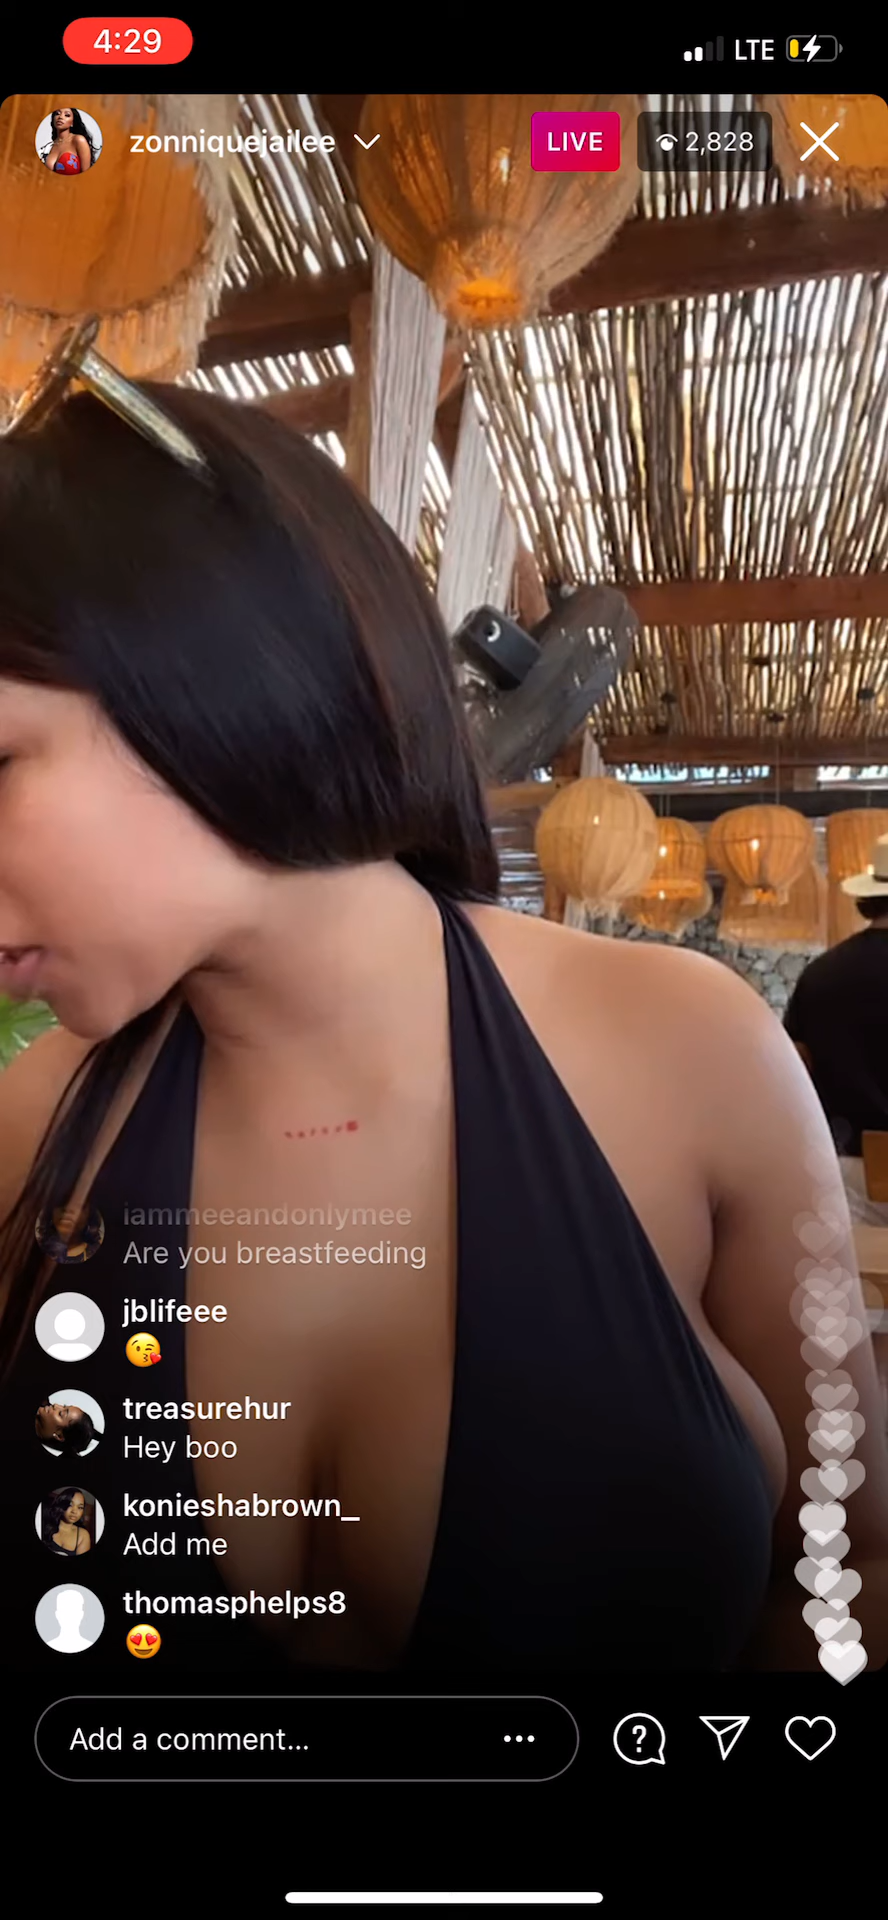 4:29
LTE
zonniquejailee
LIVE
2,828
iammeeandonlymee
Are you breastfeeding
jblifeee
😘
treasurehur
Hey boo
konieshabrown_
Add me
thomasphelps8
😍
Add a comment...